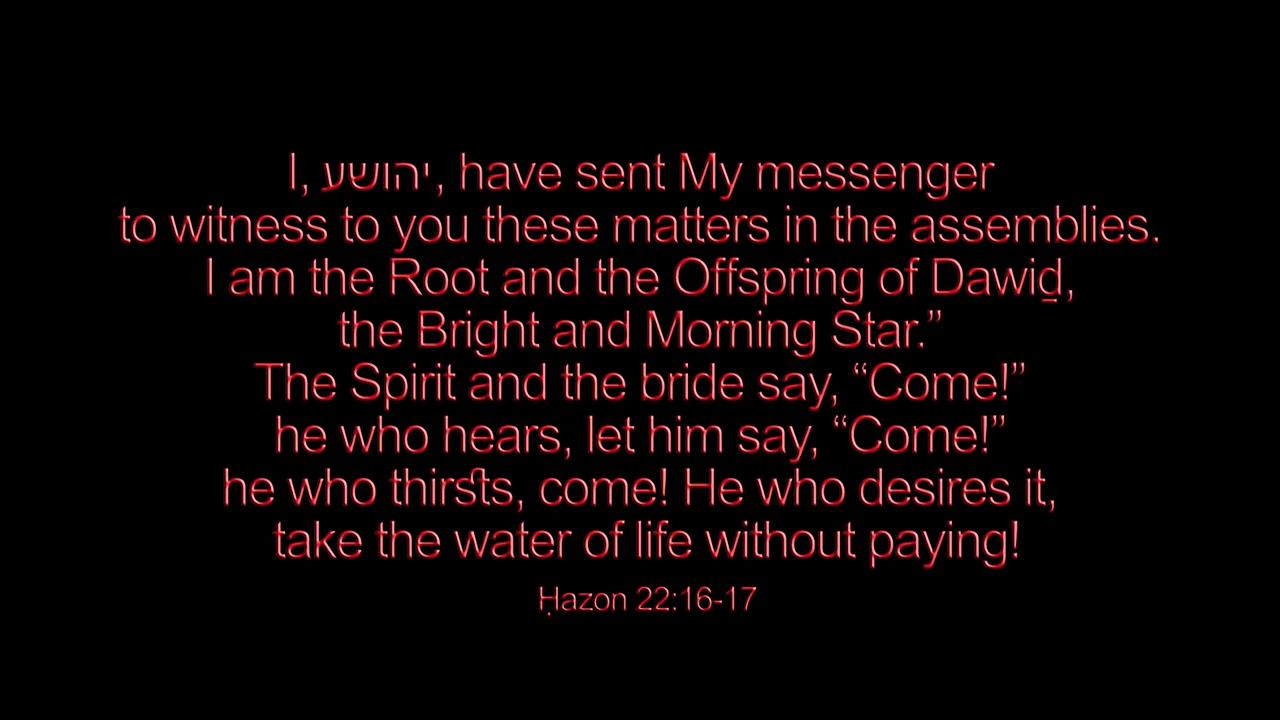 I, יהושע, have sent My messenger
to witness to you these matters in the assemblies.
I am the Root and the Offspring of Dawiḏ,
the Bright and Morning Star.”
The Spirit and the bride say, “Come!”
he who hears, let him say, “Come!”
he who thirsts, come! He who desires it,
take the water of life without paying!
Ḥazon 22:16-17